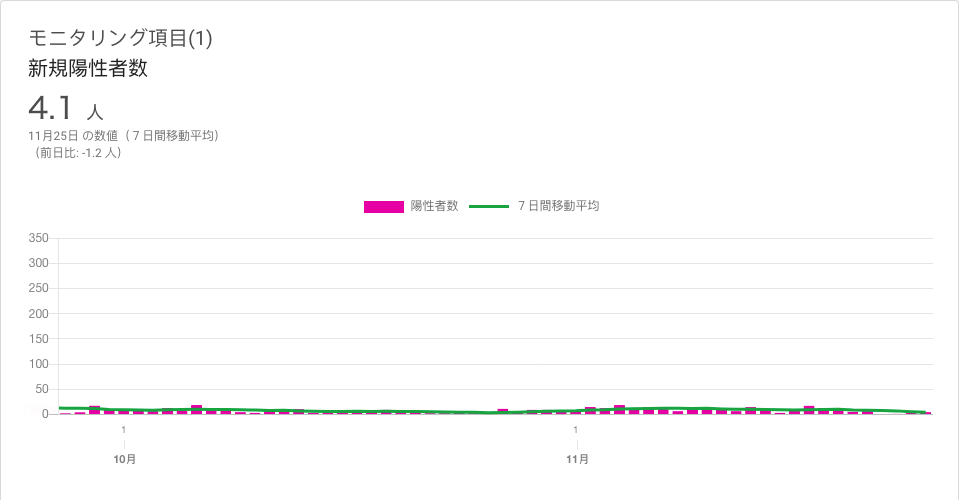 モニタリング項目(1)
新規陽性者数
4.1 人
11月25日 の数値（７日間移動平均）
（前日比: -1.2 人）
陽性者数 ７日間移動平均
350
300
250
200
150
100
50
0
1 1
10月 11月